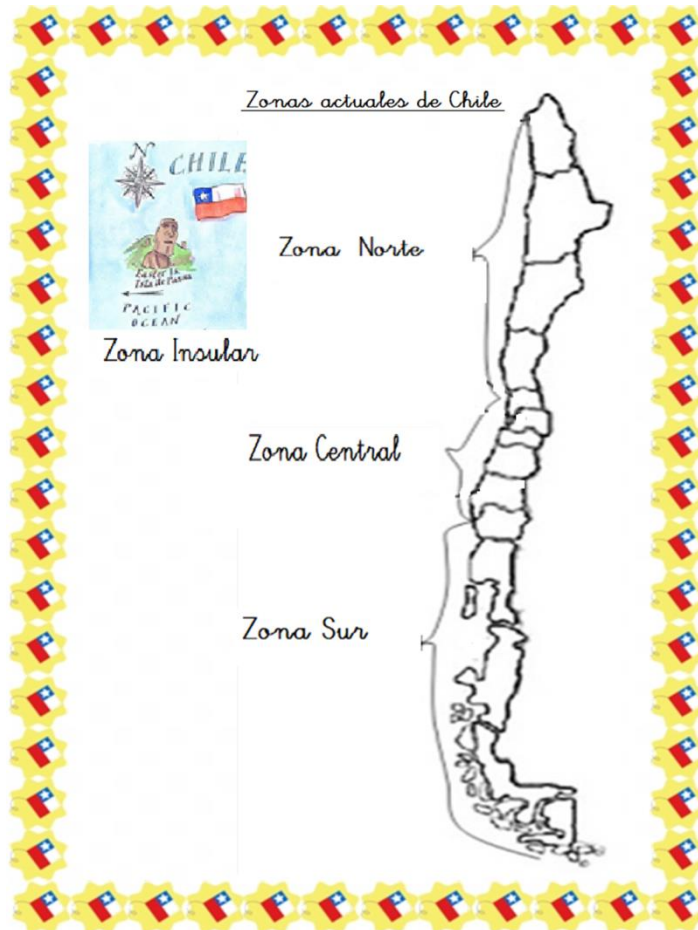 Zonas actuales de Chile
N
CHILE
Easter Is.
Isla de Pascua
PACIFIC
OCEAN
Zona Insular
Zona Norte
Zona Central
Zona Sur